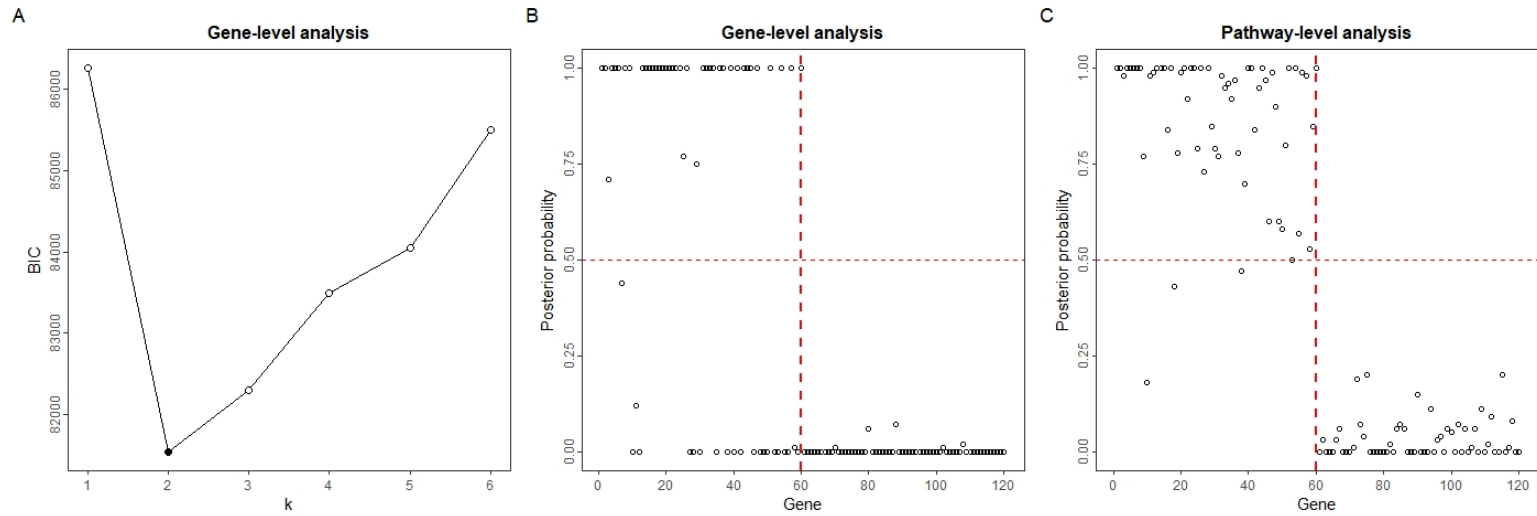 A
Gene-level analysis
BIC
86000
85000
84000
83000
82000
1 2 3 4 5 6
k
B
Gene-level analysis
Posterior probability
1.00
0.75
0.50
0.25
0.00
0 20 40 60 80 100 120
Gene
C
Pathway-level analysis
Posterior probability
1.00
0.75
0.50
0.25
0.00
0 20 40 60 80 100 120
Gene